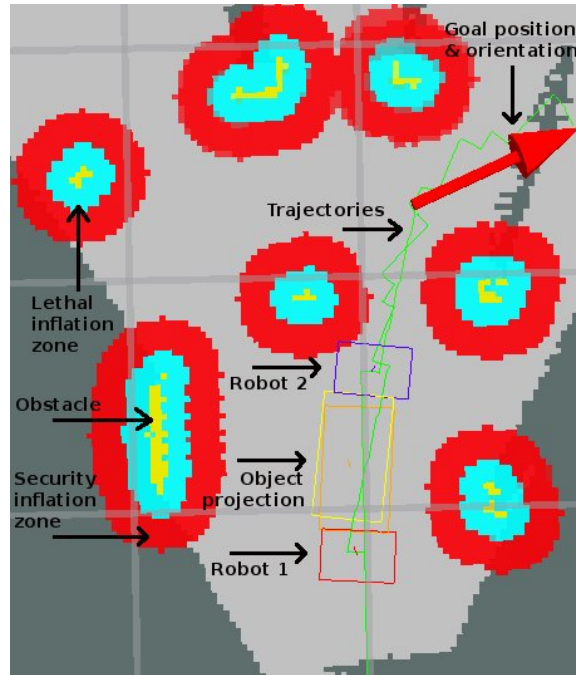 Goal position
& orientation
Trajectories
Lethal
inflation
zone
Robot 2
Obstacle
Security
inflation
zone
Object
projection
Robot 1